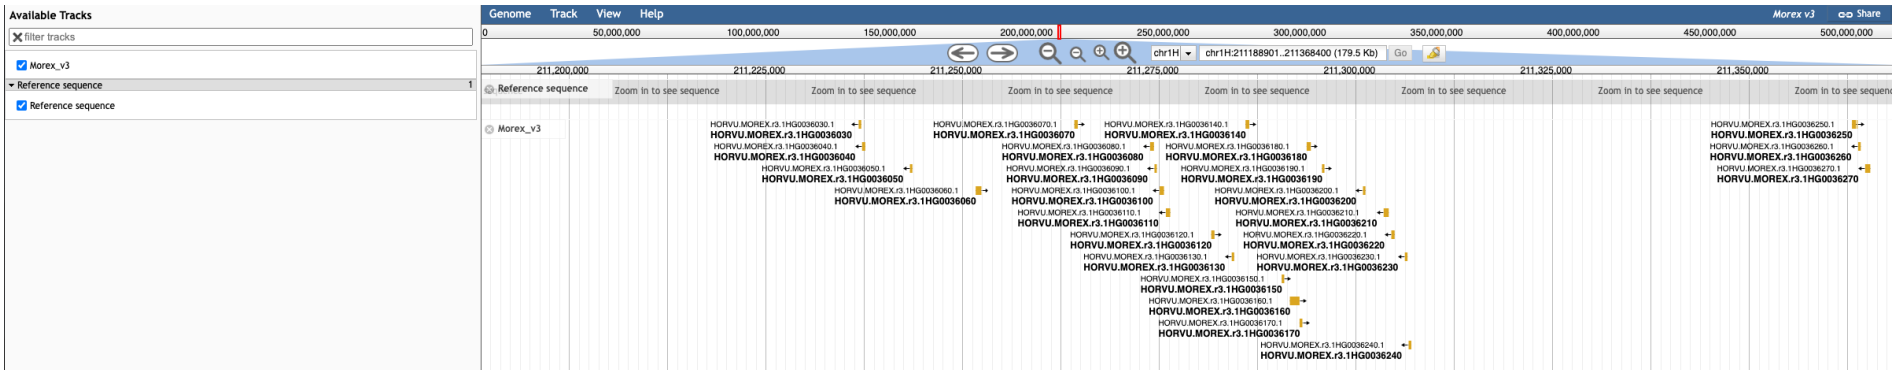 Available Tracks
filter tracks
Morex_v3
Reference sequence 1
Reference sequence
Genome Track View Help Morex v3 Share
0 50,000,000 100,000,000 150,000,000 200,000,000 250,000,000 300,000,000 350,000,000 400,000,000 450,000,000 500,000,000
chr1H chr1H:211188901..211368400 (179.5 Kb) Go
211,200,000 211,225,000 211,250,000 211,275,000 211,300,000 211,325,000 211,350,000
Reference sequence Zoom in to see sequence Zoom in to see sequence Zoom in to see sequence Zoom in to see sequence Zoom in to see sequence Zoom in to see sequence Zoom in to see sequenc
Morex_v3
HORVU.MOREX.r3.1HG0036030.1 HORVU.MOREX.r3.1HG0036070.1 HORVU.MOREX.r3.1HG0036140.1 HORVU.MOREX.r3.1HG0036250.1
HORVU.MOREX.r3.1HG0036030 HORVU.MOREX.r3.1HG0036070 HORVU.MOREX.r3.1HG0036140 HORVU.MOREX.r3.1HG0036250
HORVU.MOREX.r3.1HG0036040.1 HORVU.MOREX.r3.1HG0036080.1 HORVU.MOREX.r3.1HG0036180.1 HORVU.MOREX.r3.1HG0036260.1
HORVU.MOREX.r3.1HG0036040 HORVU.MOREX.r3.1HG0036080 HORVU.MOREX.r3.1HG0036180 HORVU.MOREX.r3.1HG0036260
HORVU.MOREX.r3.1HG0036050.1 HORVU.MOREX.r3.1HG0036090.1 HORVU.MOREX.r3.1HG0036190.1 HORVU.MOREX.r3.1HG0036270.1
HORVU.MOREX.r3.1HG0036050 HORVU.MOREX.r3.1HG0036090 HORVU.MOREX.r3.1HG0036190 HORVU.MOREX.r3.1HG0036270
HORVU.MOREX.r3.1HG0036060.1 HORVU.MOREX.r3.1HG0036100.1 HORVU.MOREX.r3.1HG0036200.1
HORVU.MOREX.r3.1HG0036060 HORVU.MOREX.r3.1HG0036100 HORVU.MOREX.r3.1HG0036200
HORVU.MOREX.r3.1HG0036110.1 HORVU.MOREX.r3.1HG0036210.1
HORVU.MOREX.r3.1HG0036110 HORVU.MOREX.r3.1HG0036210
HORVU.MOREX.r3.1HG0036120.1 HORVU.MOREX.r3.1HG0036220.1
HORVU.MOREX.r3.1HG0036120 HORVU.MOREX.r3.1HG0036220
HORVU.MOREX.r3.1HG0036130.1 HORVU.MOREX.r3.1HG0036230.1
HORVU.MOREX.r3.1HG0036130 HORVU.MOREX.r3.1HG0036230
HORVU.MOREX.r3.1HG0036150.1
HORVU.MOREX.r3.1HG0036150
HORVU.MOREX.r3.1HG0036160.1
HORVU.MOREX.r3.1HG0036160
HORVU.MOREX.r3.1HG0036170.1
HORVU.MOREX.r3.1HG0036170
HORVU.MOREX.r3.1HG0036240.1
HORVU.MOREX.r3.1HG0036240